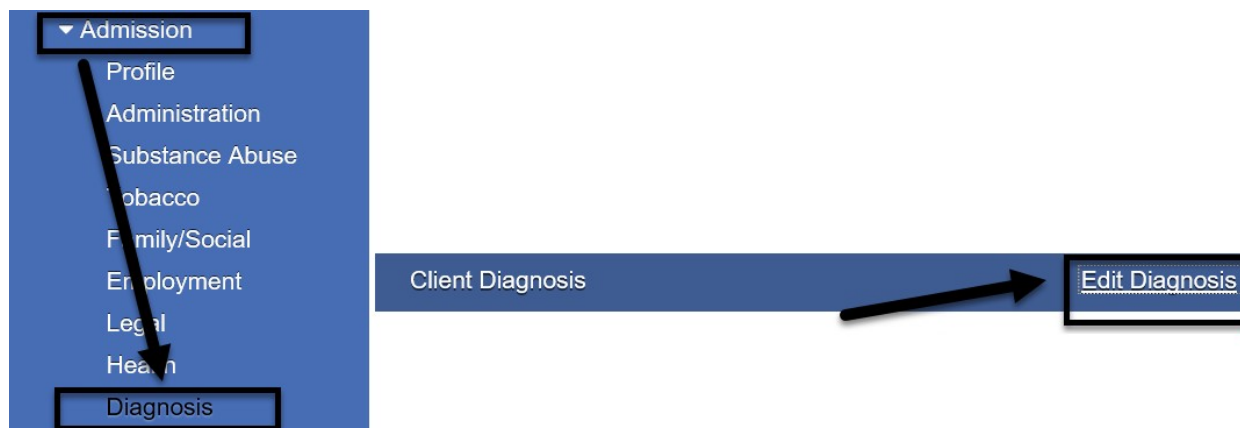 Admission
Profile
Administration
Substance Abuse
Tobacco
Family/Social
Employment
Legal
Health
Diagnosis
Client Diagnosis
Edit Diagnosis